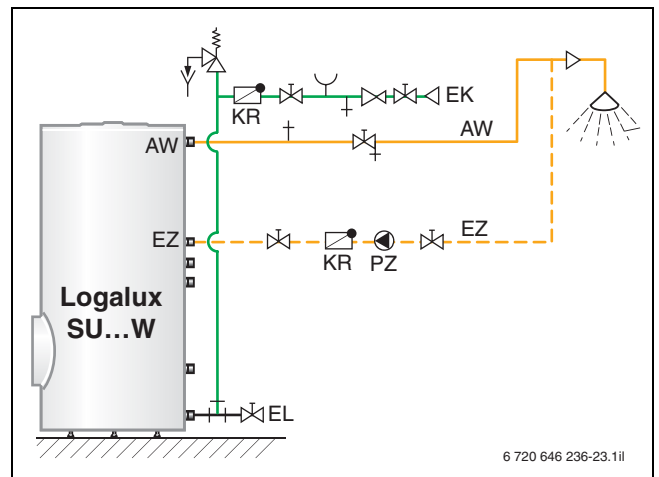 EK
KR
AW
AW
EZ
EZ
KR
PZ
Logalux
SU...W
EL
6 720 646 236-23.1il